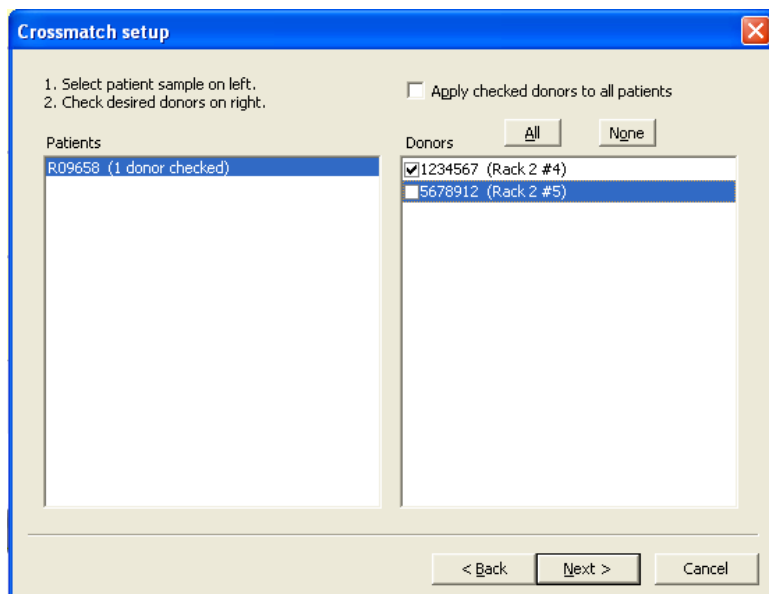 Crossmatch setup
1. Select patient sample on left.
2. Check desired donors on right.
Apply checked donors to all patients
Patients
Donors
All
None
R09658 (1 donor checked)
1234567 (Rack 2 #4)
5678912 (Rack 2 #5)
< Back
Next >
Cancel